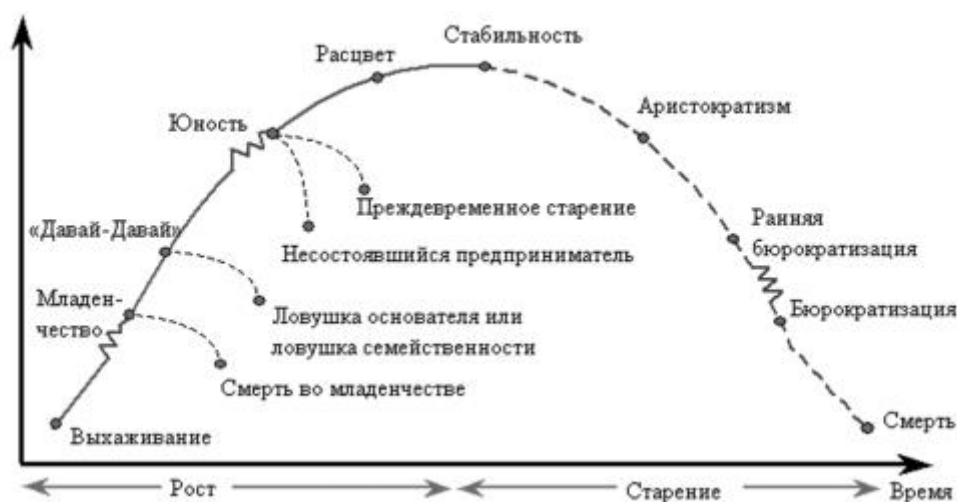 Стабильность
Расцвет
Аристократизм
Юность
Преждевременное старение
«Давай-Давай»
Несостоявшийся предприниматель
Ранняя
бюрократизация
Младен-
чество
Ловушка основателя или
ловушка семейственности
Бюрократизация
Смерть во младенчестве
Выхаживание
Смерть
Рост
Старение
Время